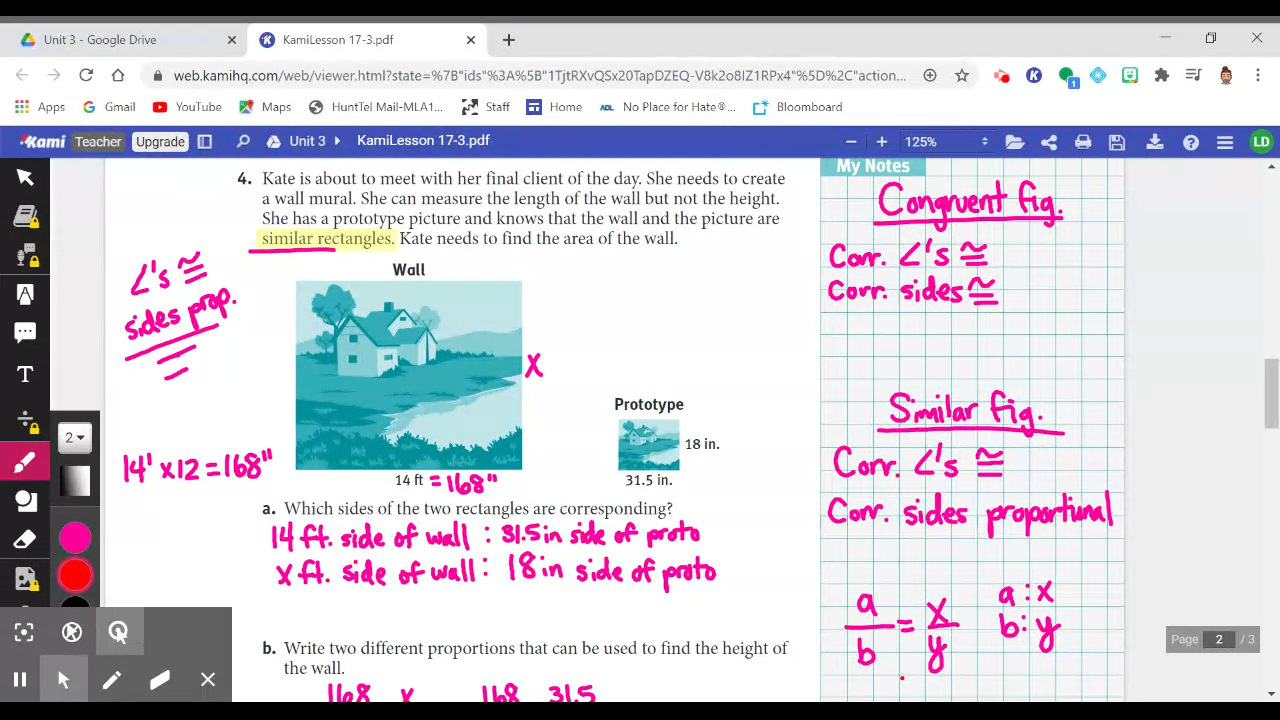 Unit 3 - Google Drive
KamiLesson 17-3.pdf
web.kamihq.com/web/viewer.html?state=%7B"ids"%3A%5B"1TjtRXvQSx20TapDZEQ-V8kzo8IZ1RPx4"%5D%2C"action...
Apps
Gmail
YouTube
Maps
HuntTel Mail-MLA1...
Staff
Home
ADL
No Place for Hate®...
Bloomboard
Kami
Teacher
Upgrade
Unit 3
KamiLesson 17-3.pdf
125%
LD
4. Kate is about to meet with her final client of the day. She needs to create
a wall mural. She can measure the length of the wall but not the height.
She has a prototype picture and knows that the wall and the picture are
similar rectangles. Kate needs to find the area of the wall.
∠'s ≅
sides prop.
Wall
X
Prototype
18 in.
31.5 in.
14' x12 = 168"
14 ft = 168"
a. Which sides of the two rectangles are corresponding?
14 ft. side of wall : 31.5 in side of proto
x ft. side of wall : 18 in side of proto
b. Write two different proportions that can be used to find the height of
the wall.
168 x 168 31.5
My Notes
Congruent fig.
Corr. ∠'s ≅
Corr. sides ≅
Similar fig.
Corr. ∠'s ≅
Corr. sides proportional
a/b = x/y
a : x
b : y
2
T
1
Page 2 / 3